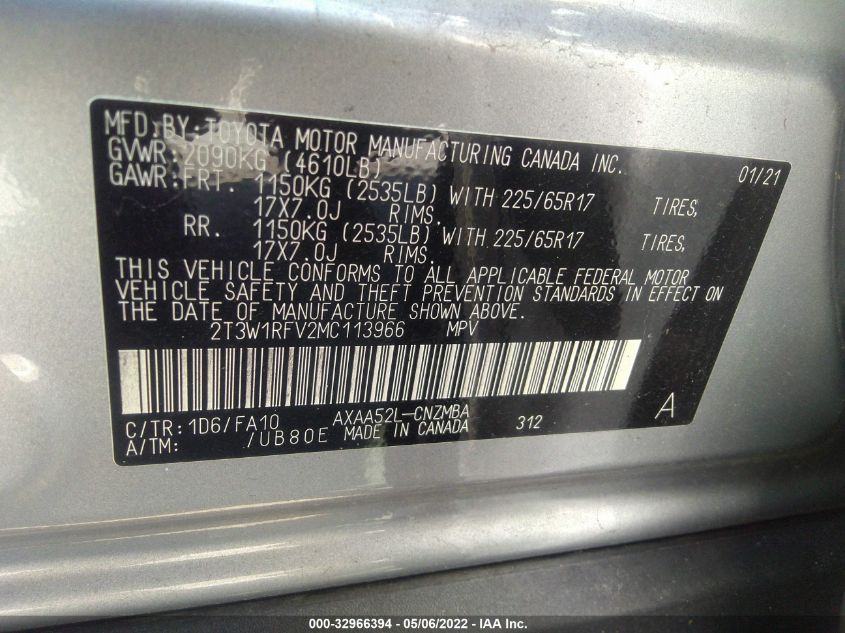 MFD. BY: TOYOTA MOTOR MANUFACTURING CANADA INC.
GVWR: 2090KG (4610LB) 01/21
GAWR: FRT. 1150KG (2535LB) WITH 225/65R17 TIRES,
17X7.0J RIMS.
RR. 1150KG (2535LB) WITH 225/65R17 TIRES,
17X7.0J RIMS.
THIS VEHICLE CONFORMS TO ALL APPLICABLE FEDERAL MOTOR
VEHICLE SAFETY AND THEFT PREVENTION STANDARDS IN EFFECT ON
THE DATE OF MANUFACTURE SHOWN ABOVE.
2T3W1RFV2MC113966 MPV
C/TR: 1D6/FA10 AXAA52L-CNZMBA 312 A
A/TM: /UB80E MADE IN CANADA
000-32966394 - 05/06/2022 - IAA Inc.